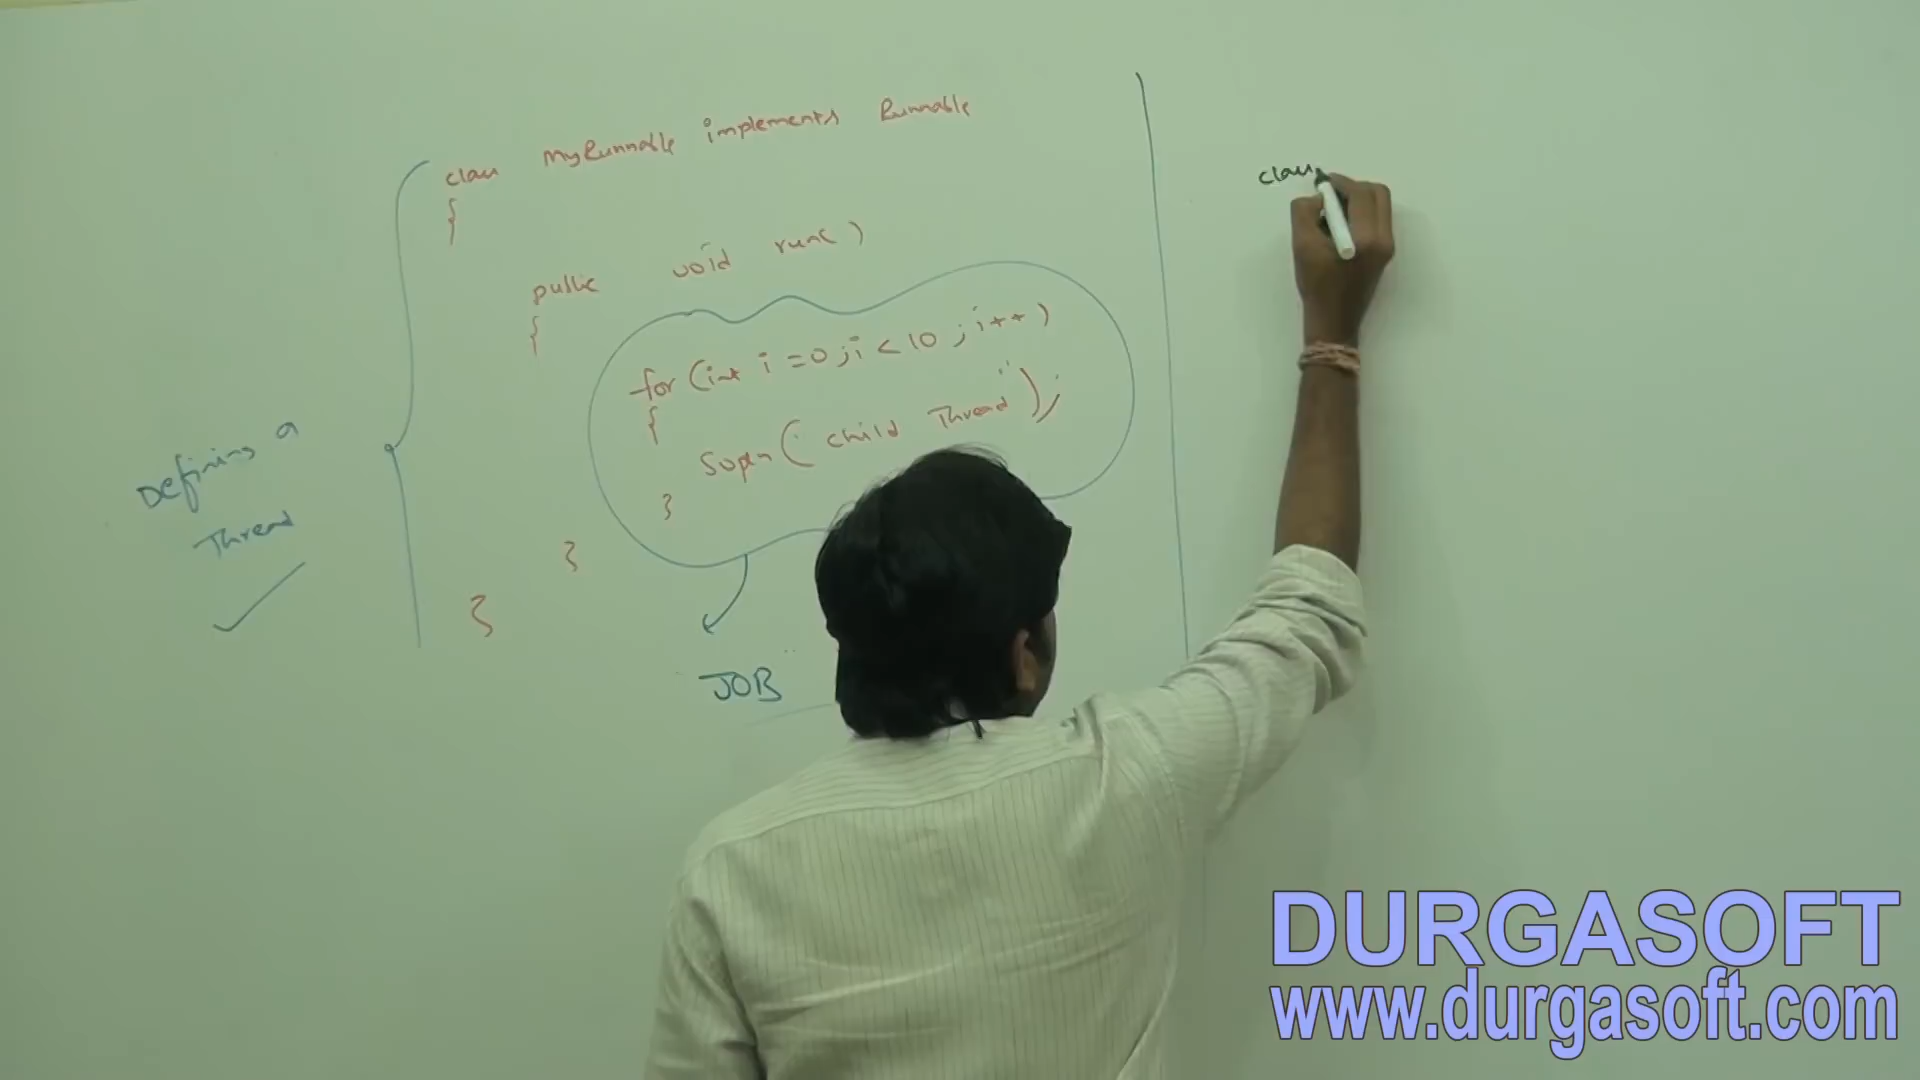 class MyRunnable implements Runnable
{
public void run()
{
for (int i=0;i<10;i++)
{
Sopln("child Thread");
}
}
}
Defining a
Thread
"JOB"
class
DURGASOFT
www.durgasoft.com